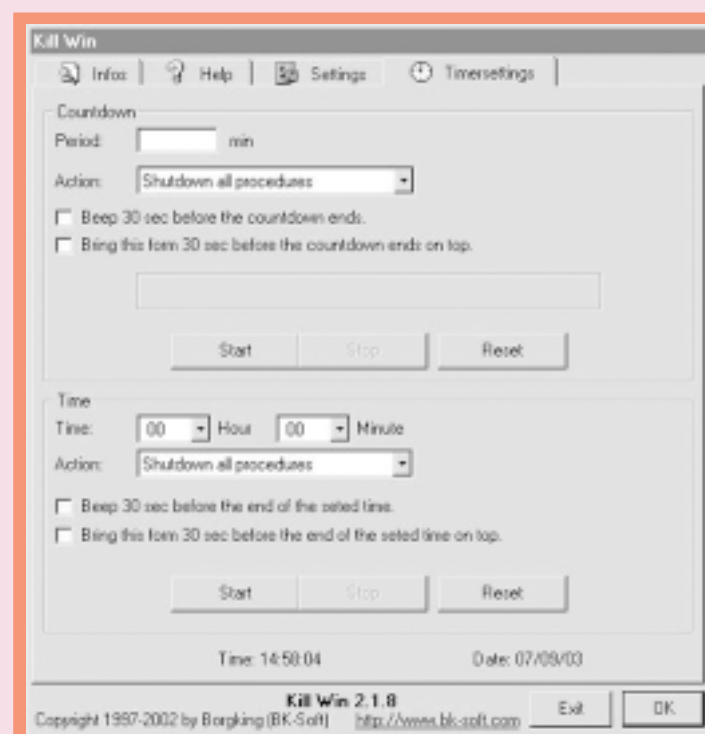 Kill Win
Infos Help Settings Timersettings
Countdown
Period: min
Action: Shutdown all procedures
Beep 30 sec before the countdown ends.
Bring this form 30 sec before the countdown ends on top.
Start Stop Reset
Time
Time: 00 Hour 00 Minute
Action: Shutdown all procedures
Beep 30 sec before the end of the seted time.
Bring this form 30 sec before the end of the seted time on top.
Start Stop Reset
Time: 14:58:04 Date: 07/09/03
Kill Win 2.1.8
Copyright 1997-2002 by Borgking (BK-Soft) http://www.bk-soft.com
Exit OK